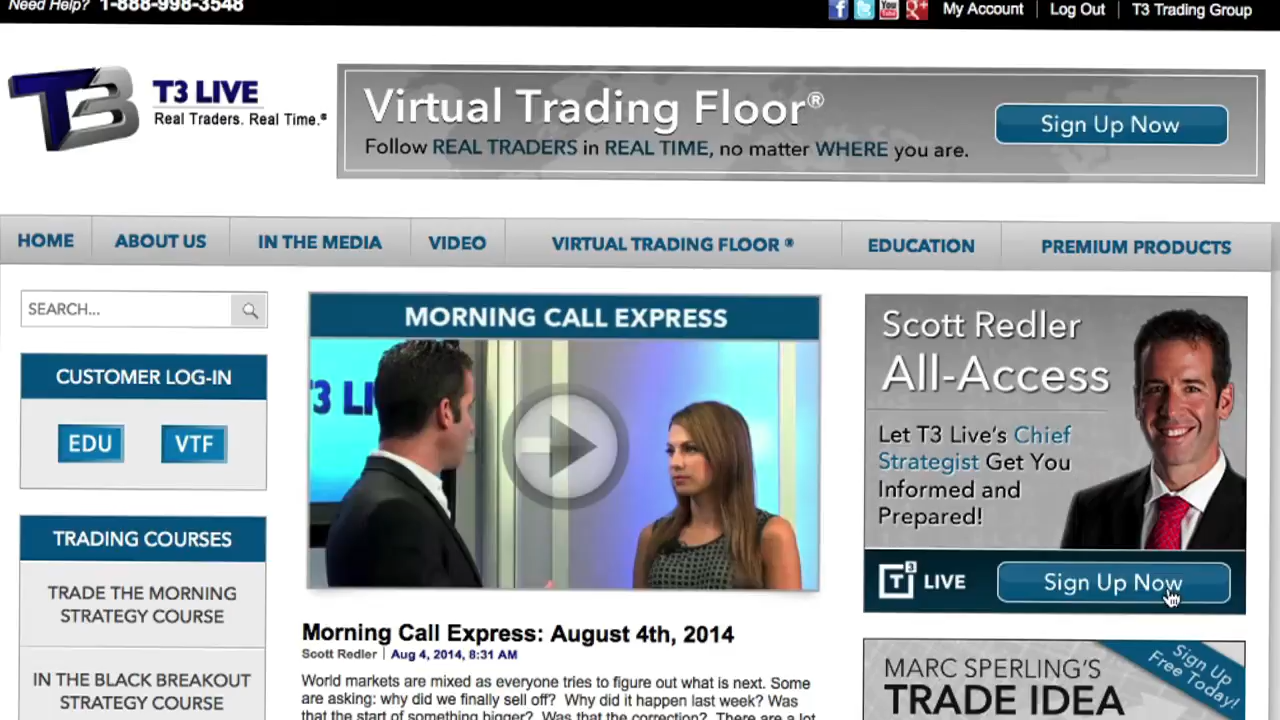 Need Help? 1-888-998-3548
My Account | Log Out | T3 Trading Group
T3 LIVE
Real Traders. Real Time.®
Virtual Trading Floor®
Follow REAL TRADERS in REAL TIME, no matter WHERE you are.
Sign Up Now
HOME
ABOUT US
IN THE MEDIA
VIDEO
VIRTUAL TRADING FLOOR ®
EDUCATION
PREMIUM PRODUCTS
SEARCH...
CUSTOMER LOG-IN
EDU
VTF
TRADING COURSES
TRADE THE MORNING
STRATEGY COURSE
IN THE BLACK BREAKOUT
STRATEGY COURSE
MORNING CALL EXPRESS
T3 LI
Morning Call Express: August 4th, 2014
Scott Redler | Aug 4, 2014, 8:31 AM
World markets are mixed as everyone tries to figure out what is next. Some
are asking: why did we finally sell off? Why did it happen last week? Was
that the start of something bigger? Was that the correction? There are a lot
Scott Redler
All-Access
Let T3 Live's Chief
Strategist Get You
Informed and
Prepared!
T3 LIVE
Sign Up Now
MARC SPERLING'S
TRADE IDEA
Sign Up
Free Today!